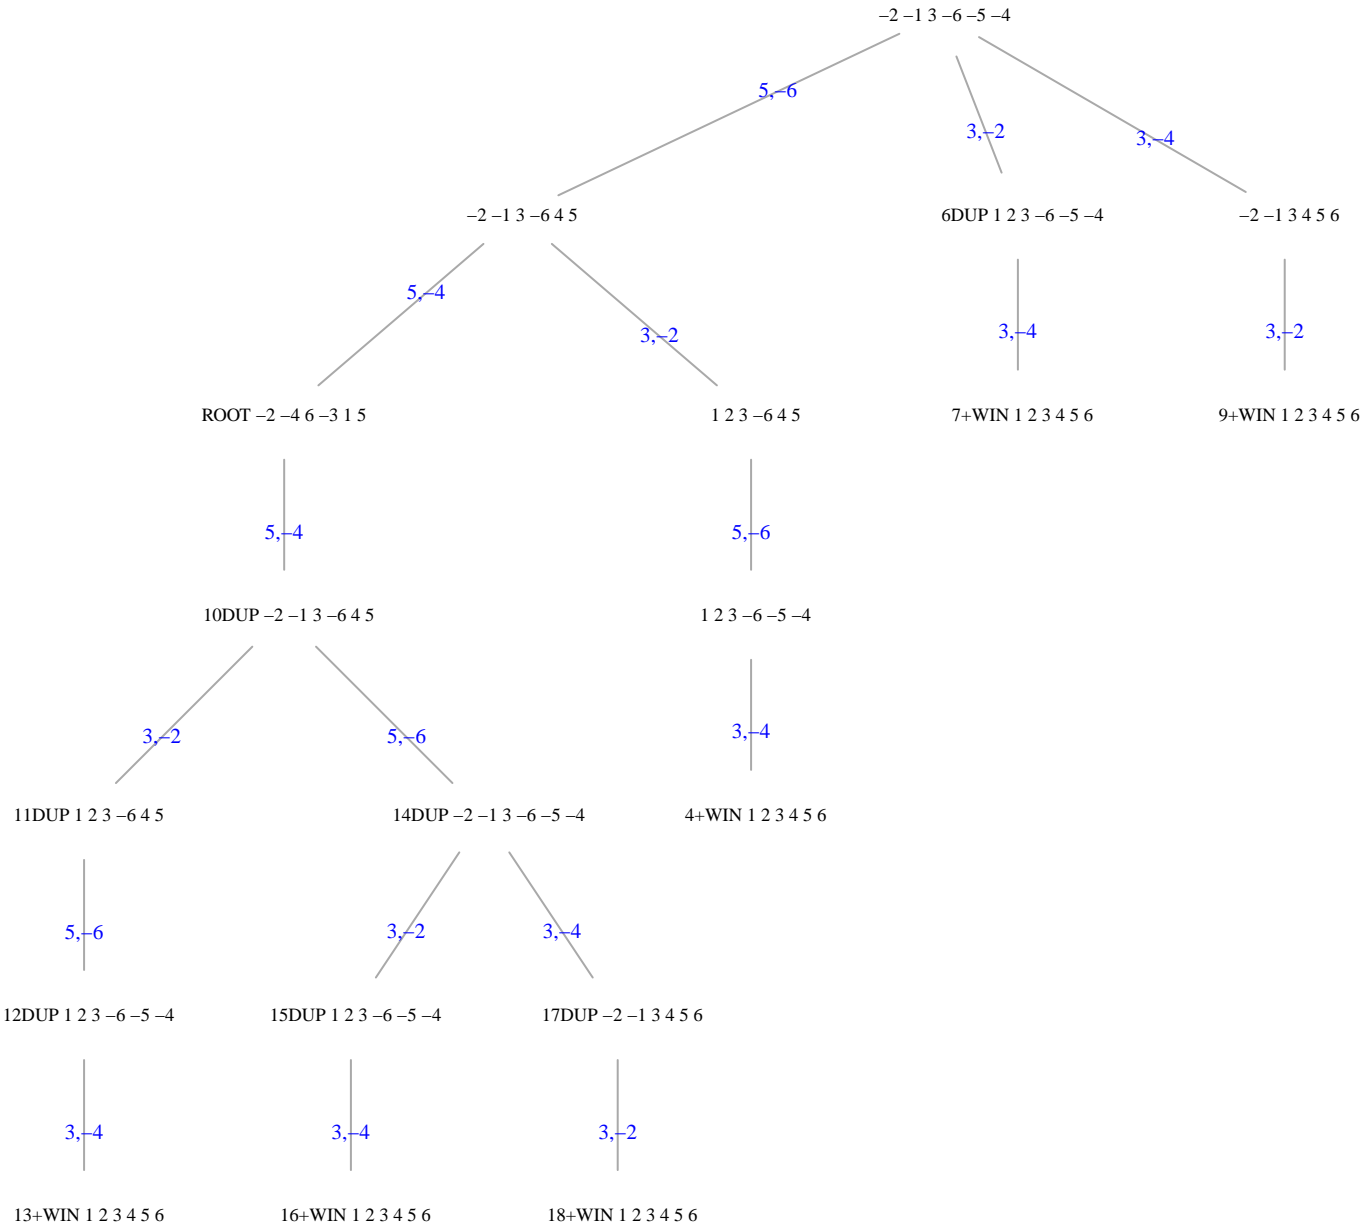 –2 –1 3 –6 –5 –4
5,–6
3,–2
3,–4
–2 –1 3 –6 4 5
6DUP 1 2 3 –6 –5 –4
–2 –1 3 4 5 6
5,–4
3,–2
3,–4
3,–2
ROOT –2 –4 6 –3 1 5
1 2 3 –6 4 5
7+WIN 1 2 3 4 5 6
9+WIN 1 2 3 4 5 6
5,–4
5,–6
10DUP –2 –1 3 –6 4 5
1 2 3 –6 –5 –4
3,–2
5,–6
3,–4
11DUP 1 2 3 –6 4 5
14DUP –2 –1 3 –6 –5 –4
4+WIN 1 2 3 4 5 6
5,–6
3,–2
3,–4
12DUP 1 2 3 –6 –5 –4
15DUP 1 2 3 –6 –5 –4
17DUP –2 –1 3 4 5 6
3,–4
3,–4
3,–2
13+WIN 1 2 3 4 5 6
16+WIN 1 2 3 4 5 6
18+WIN 1 2 3 4 5 6